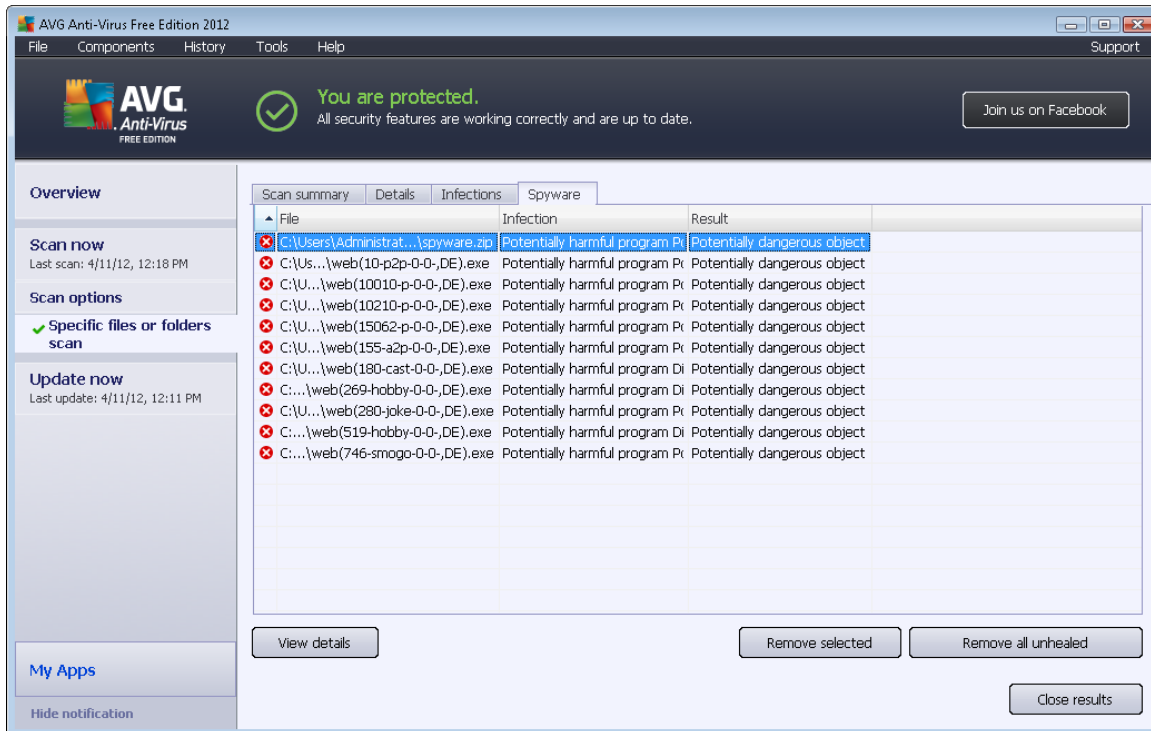 AVG Anti-Virus Free Edition 2012
File Components History Tools Help Support
AVG.
Anti-Virus
FREE EDITION
You are protected.
All security features are working correctly and are up to date.
Join us on Facebook
Overview
Scan now
Last scan: 4/11/12, 12:18 PM
Scan options
Specific files or folders
scan
Update now
Last update: 4/11/12, 12:11 PM
My Apps
Hide notification
Scan summary Details Infections Spyware
File Infection Result
C:\Users\Administrat...\spyware.zip Potentially harmful program Po Potentially dangerous object
C:\Us...\web(10-p2p-0-0-,DE).exe Potentially harmful program Po Potentially dangerous object
C:\U...\web(10010-p-0-0-,DE).exe Potentially harmful program Po Potentially dangerous object
C:\U...\web(10210-p-0-0-,DE).exe Potentially harmful program Po Potentially dangerous object
C:\U...\web(15062-p-0-0-,DE).exe Potentially harmful program Po Potentially dangerous object
C:\U...\web(155-a2p-0-0-,DE).exe Potentially harmful program Po Potentially dangerous object
C:\U...\web(180-cast-0-0-,DE).exe Potentially harmful program Di Potentially dangerous object
C:...\web(269-hobby-0-0-,DE).exe Potentially harmful program Di Potentially dangerous object
C:\U...\web(280-joke-0-0-,DE).exe Potentially harmful program Po Potentially dangerous object
C:...\web(519-hobby-0-0-,DE).exe Potentially harmful program Di Potentially dangerous object
C:...\web(746-smogo-0-0-,DE).exe Potentially harmful program Po Potentially dangerous object
View details Remove selected Remove all unhealed
Close results